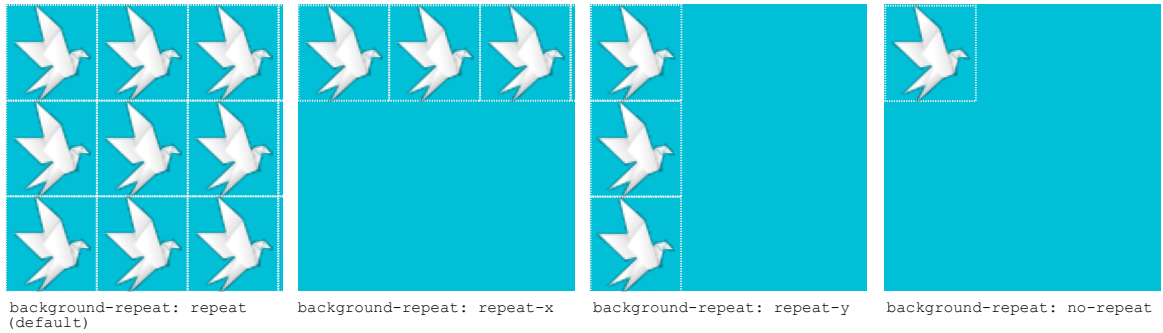 background-repeat: repeat
(default)
background-repeat: repeat-x
background-repeat: repeat-y
background-repeat: no-repeat